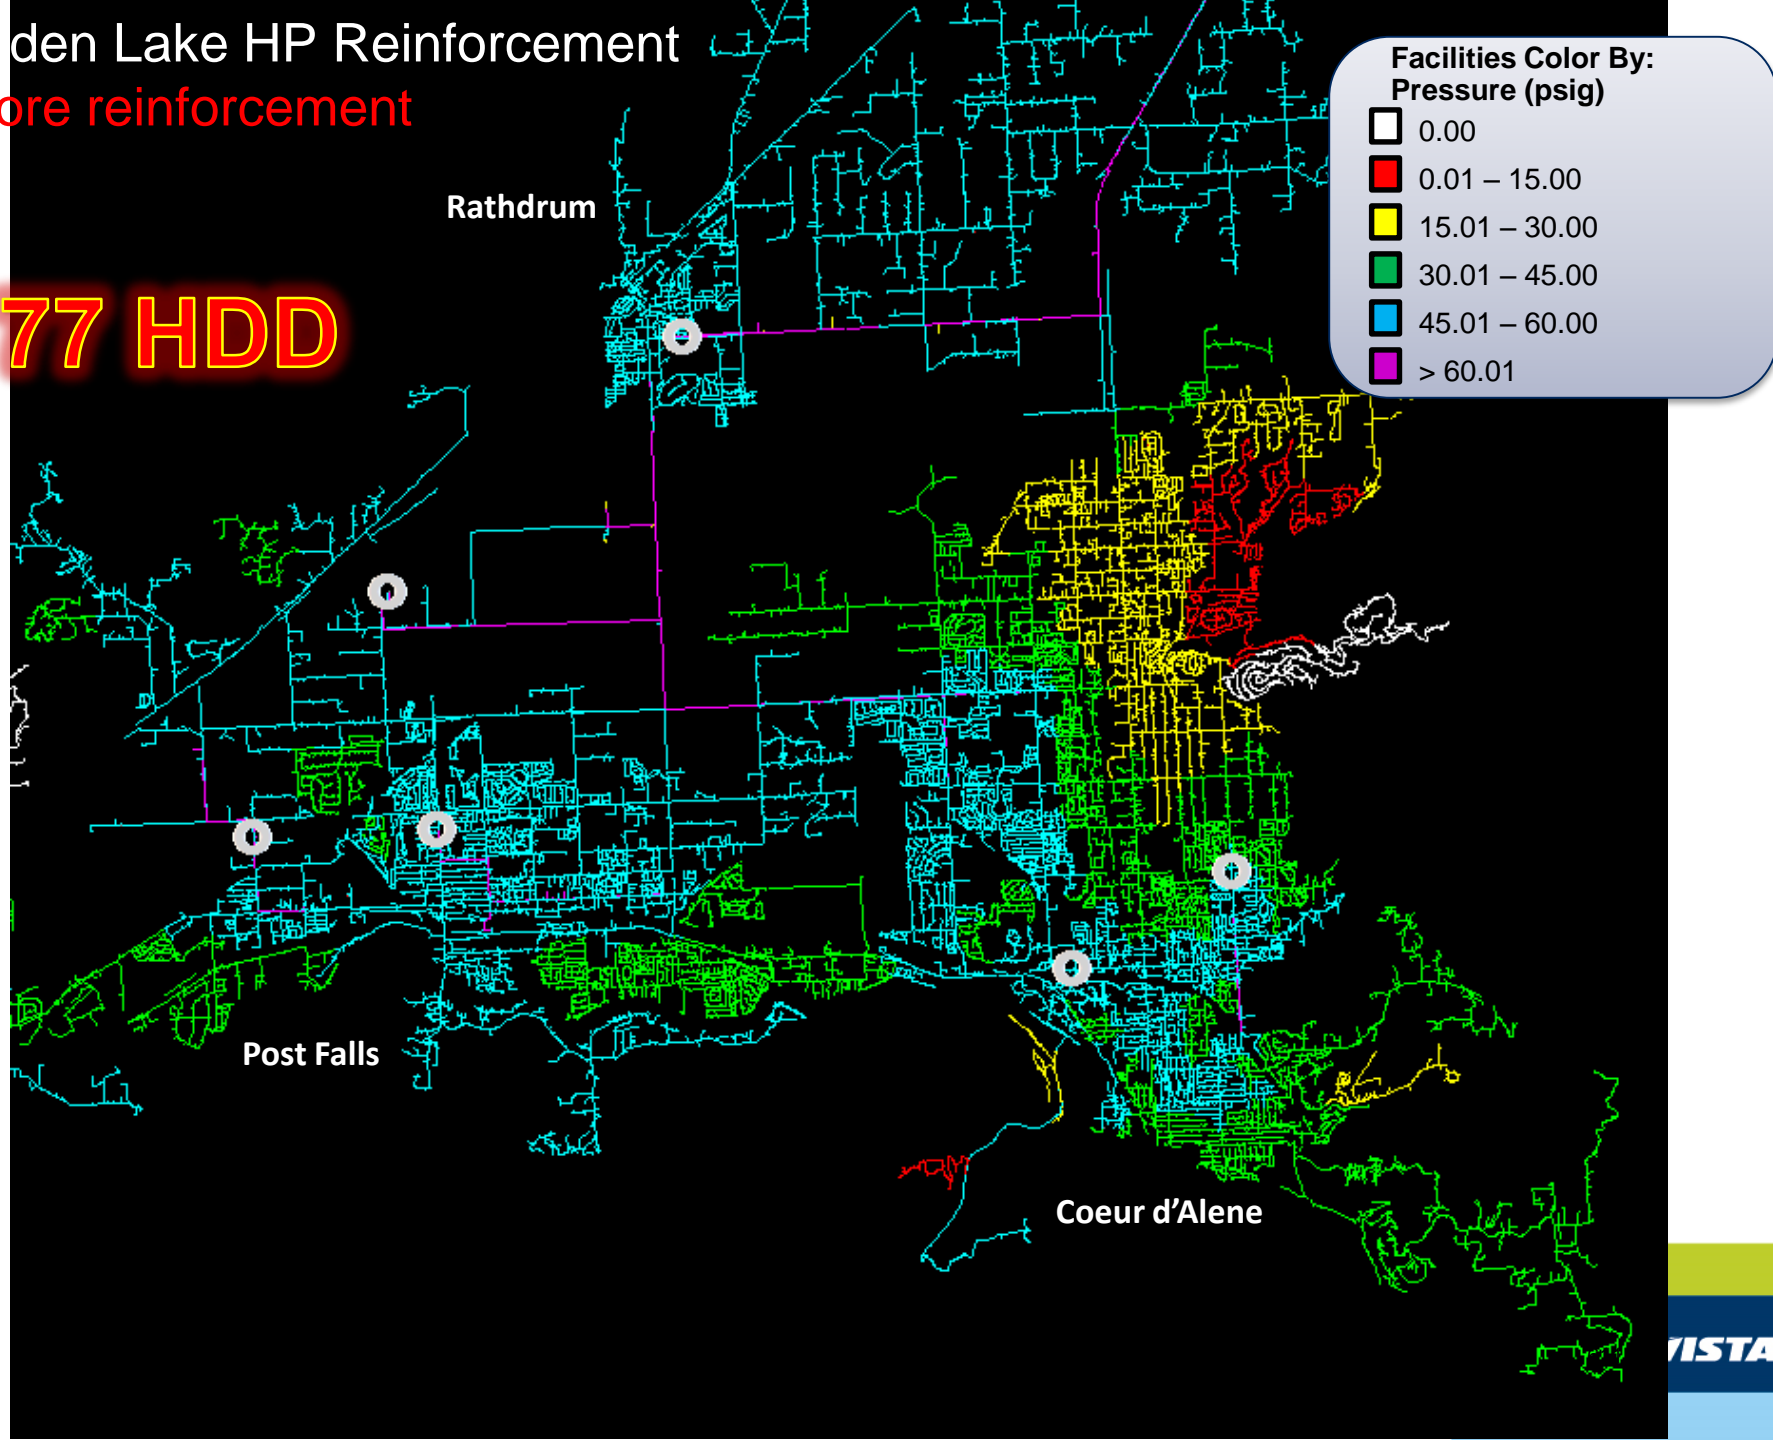 den Lake HP Reinforcement
ore reinforcement
Facilities Color By:
Pressure (psig)
0.00
0.01 – 15.00
15.01 – 30.00
30.01 – 45.00
45.01 – 60.00
> 60.01
Rathdrum
77 HDD
Post Falls
Coeur d’Alene
VISTA